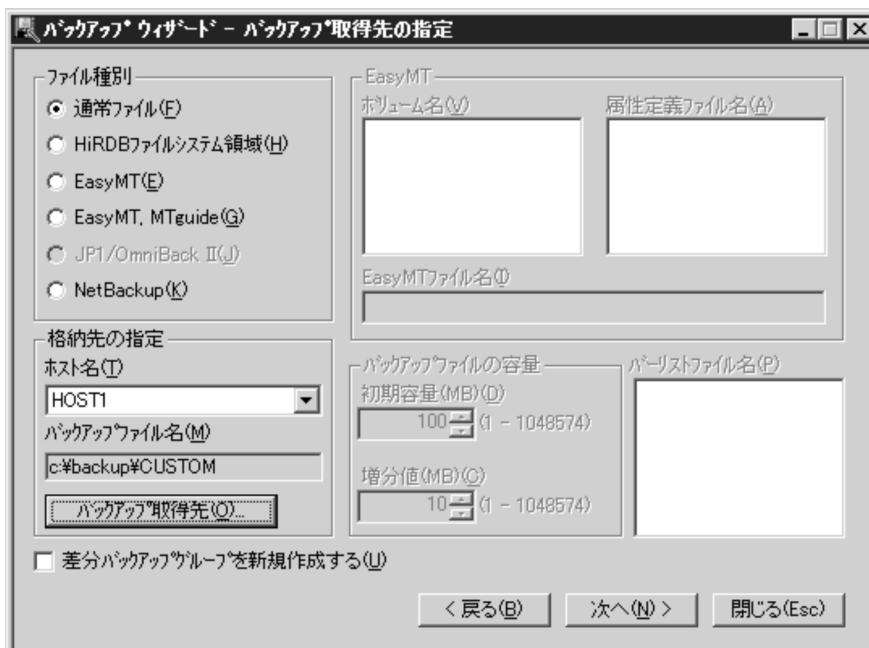 バックアップ ウィザード - バックアップ取得先の指定
ファイル種別
通常ファイル(F)
HiRDBファイルシステム領域(H)
EasyMT(E)
EasyMT, MTguide(G)
JP1/OmniBack II(J)
NetBackup(K)
格納先の指定
ホスト名(T)
HOST1
バックアップファイル名(M)
c:¥backup¥CUSTOM
バックアップ取得先(O)...
EasyMT
ボリューム名(V)
属性定義ファイル名(A)
EasyMTファイル名(I)
バックアップファイルの容量
初期容量(MB)(D)
100 (1 - 1048574)
増分値(MB)(C)
10 (1 - 1048574)
バーリストファイル名(P)
差分バックアップグループを新規作成する(U)
< 戻る(B)
次へ(N) >
閉じる(Esc)